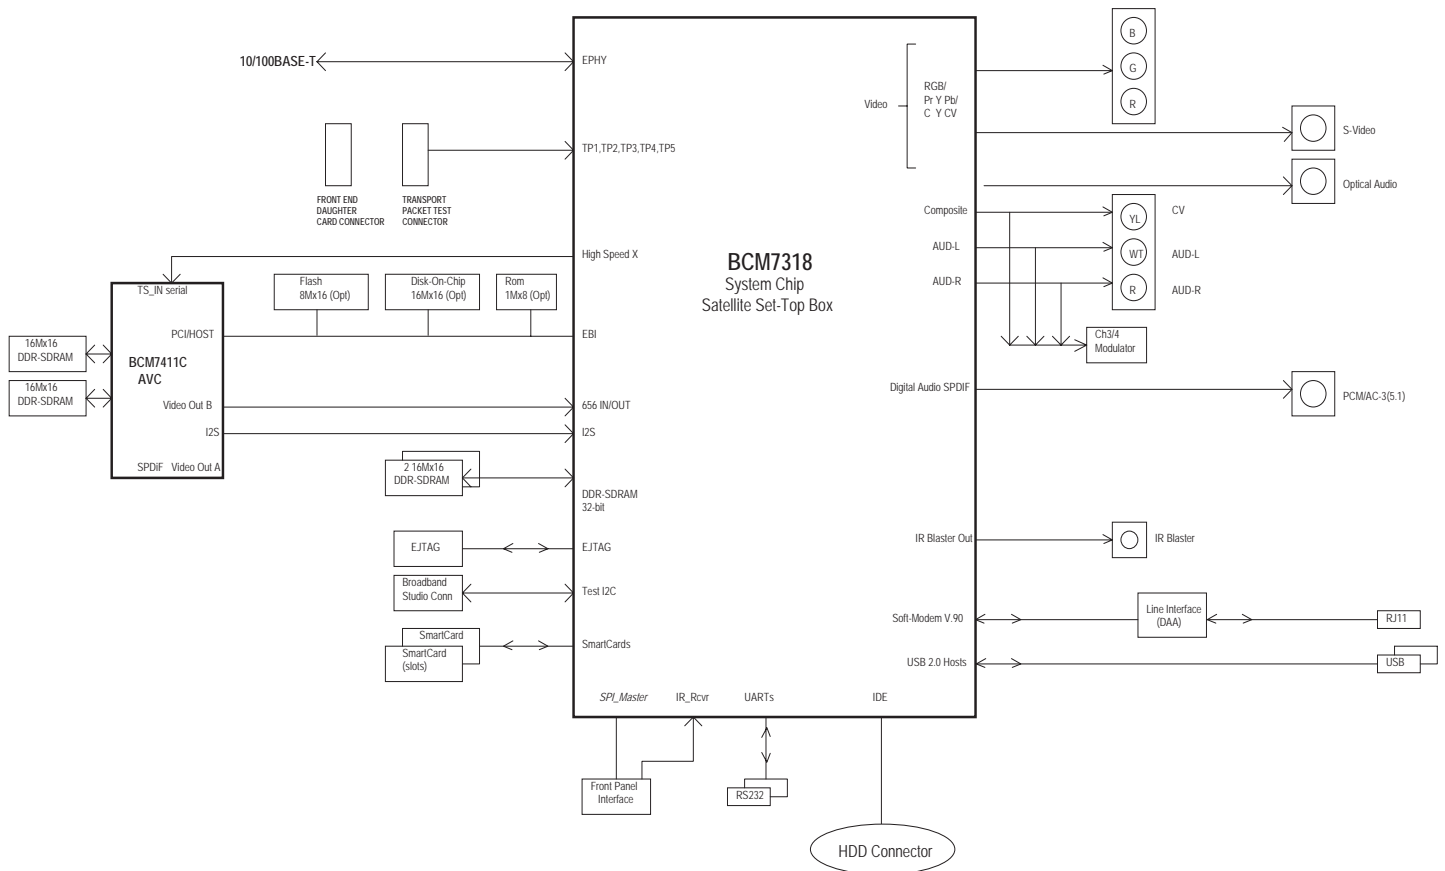 10/100BASE-T
EPHY
FRONT END
DAUGHTER
CARD CONNECTOR
TRANSPORT
PACKET TEST
CONNECTOR
TP1,TP2,TP3,TP4,TP5
High Speed X
TS_IN serial
Flash
8Mx16 (Opt)
Disk-On-Chip
16Mx16 (Opt)
Rom
1Mx8 (Opt)
PCI/HOST
EBI
16Mx16
DDR-SDRAM
16Mx16
DDR-SDRAM
BCM7411C
AVC
Video Out B
656 IN/OUT
I2S
I2S
SPDiF
Video Out A
2 16Mx16
DDR-SDRAM
DDR-SDRAM
32-bit
EJTAG
EJTAG
Broadband
Studio Conn
Test I2C
SmartCard
SmartCard
(slots)
SmartCards
BCM7318
System Chip
Satellite Set-Top Box
Video
RGB/
Pr Y Pb/
C Y CV
B
G
R
S-Video
Optical Audio
Composite
YL
CV
AUD-L
WT
AUD-L
AUD-R
R
AUD-R
Ch3/4
Modulator
Digital Audio SPDIF
PCM/AC-3(5.1)
IR Blaster Out
IR Blaster
Soft-Modem V.90
Line Interface
(DAA)
RJ11
USB 2.0 Hosts
USB
SPI_Master
IR_Rcvr
UARTs
IDE
Front Panel
Interface
RS232
HDD Connector